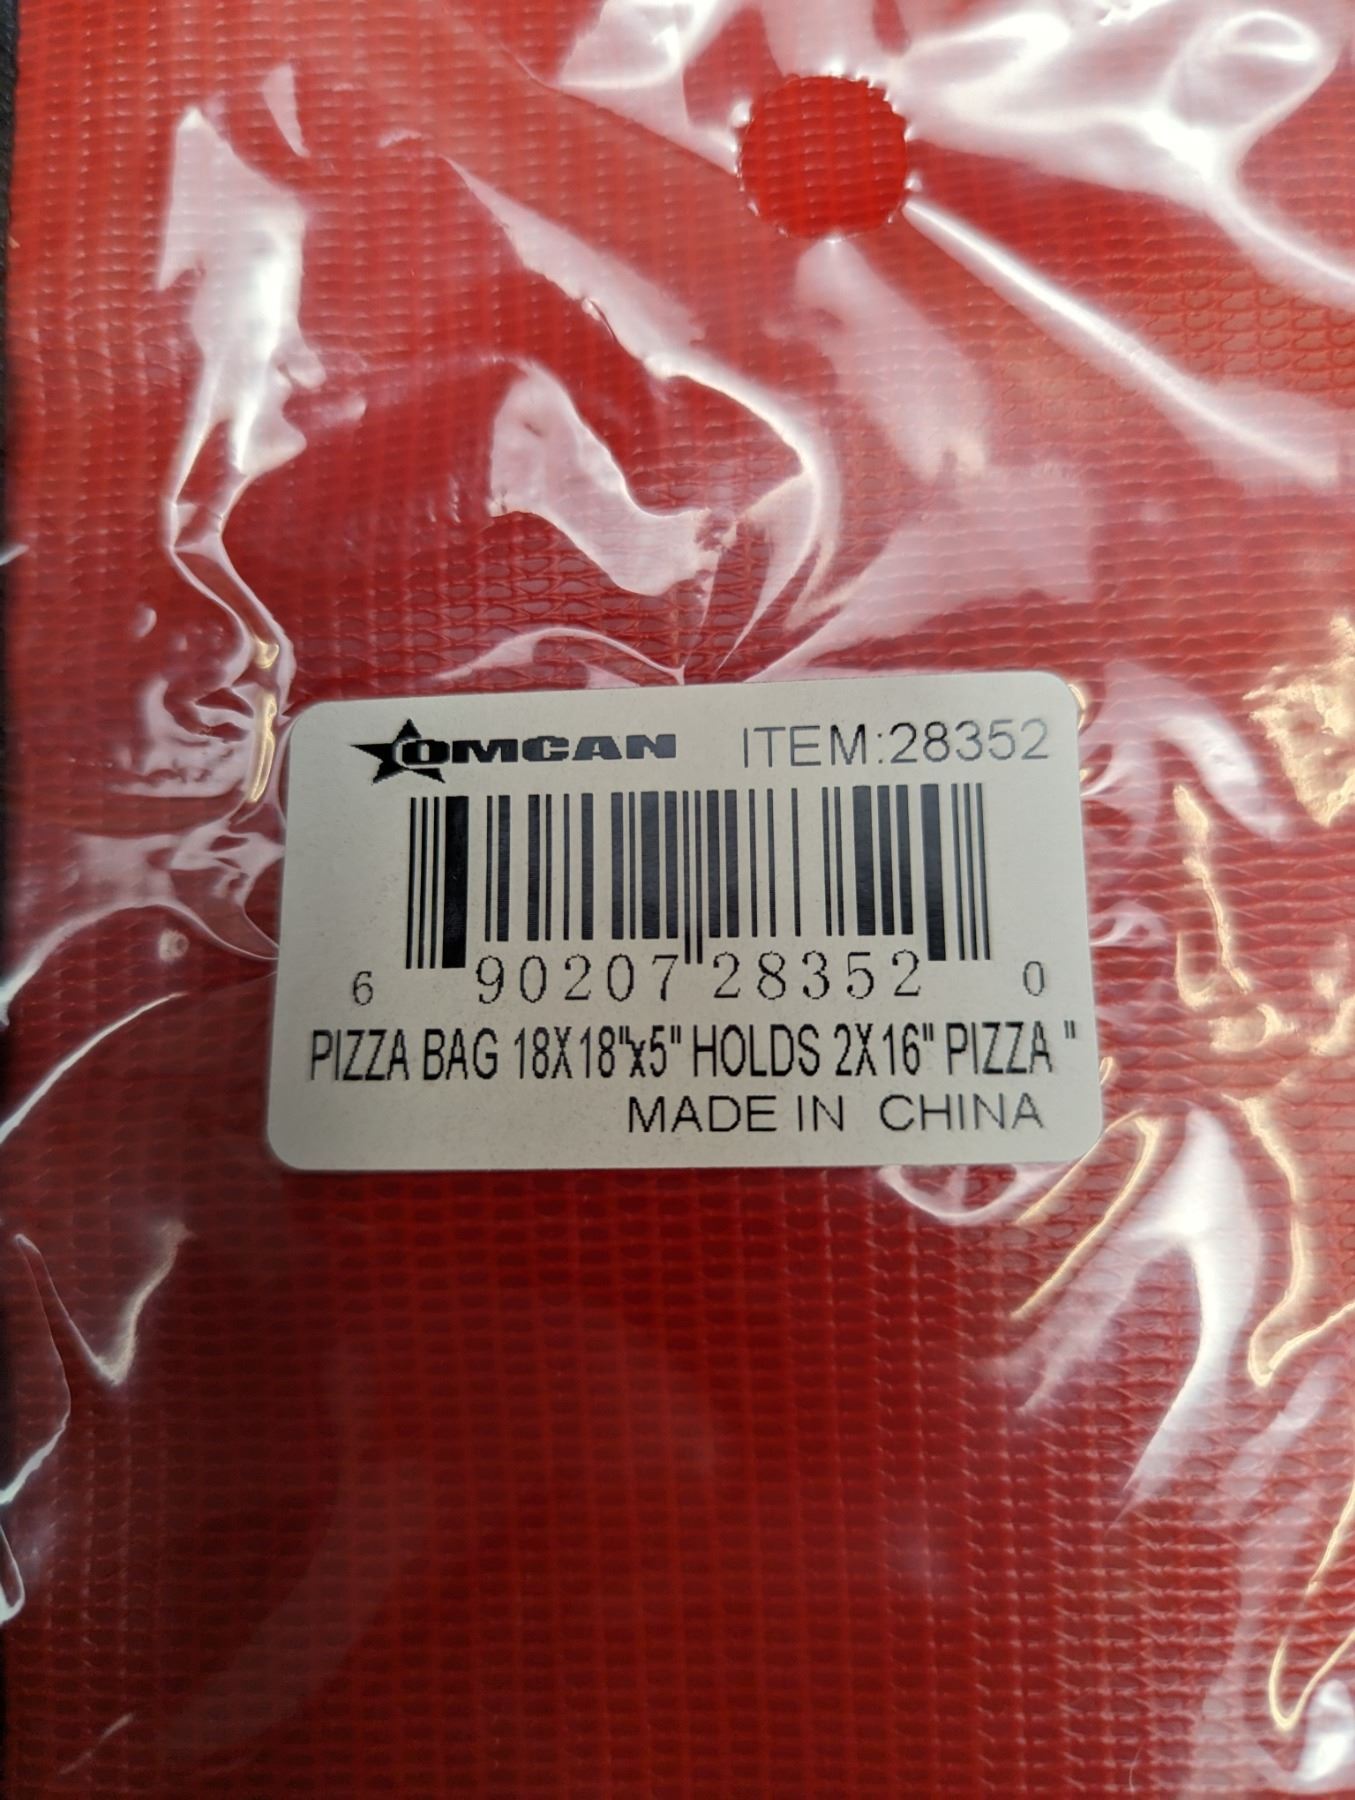 OMCAN ITEM:28352
6 90207 28352 0
PIZZA BAG 18X18"x5" HOLDS 2X16" PIZZA "
MADE IN CHINA